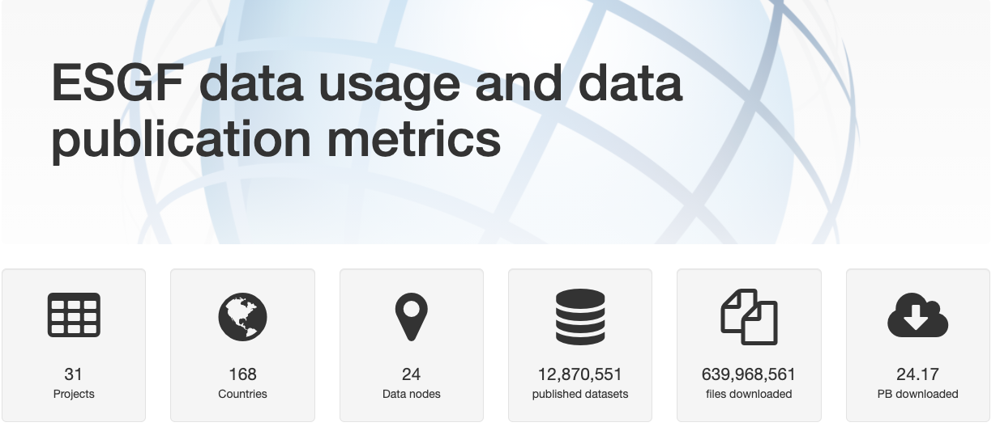 ESGF data usage and data
publication metrics
31
Projects
168
Countries
24
Data nodes
12,870,551
published datasets
639,968,561
files downloaded
24.17
PB downloaded